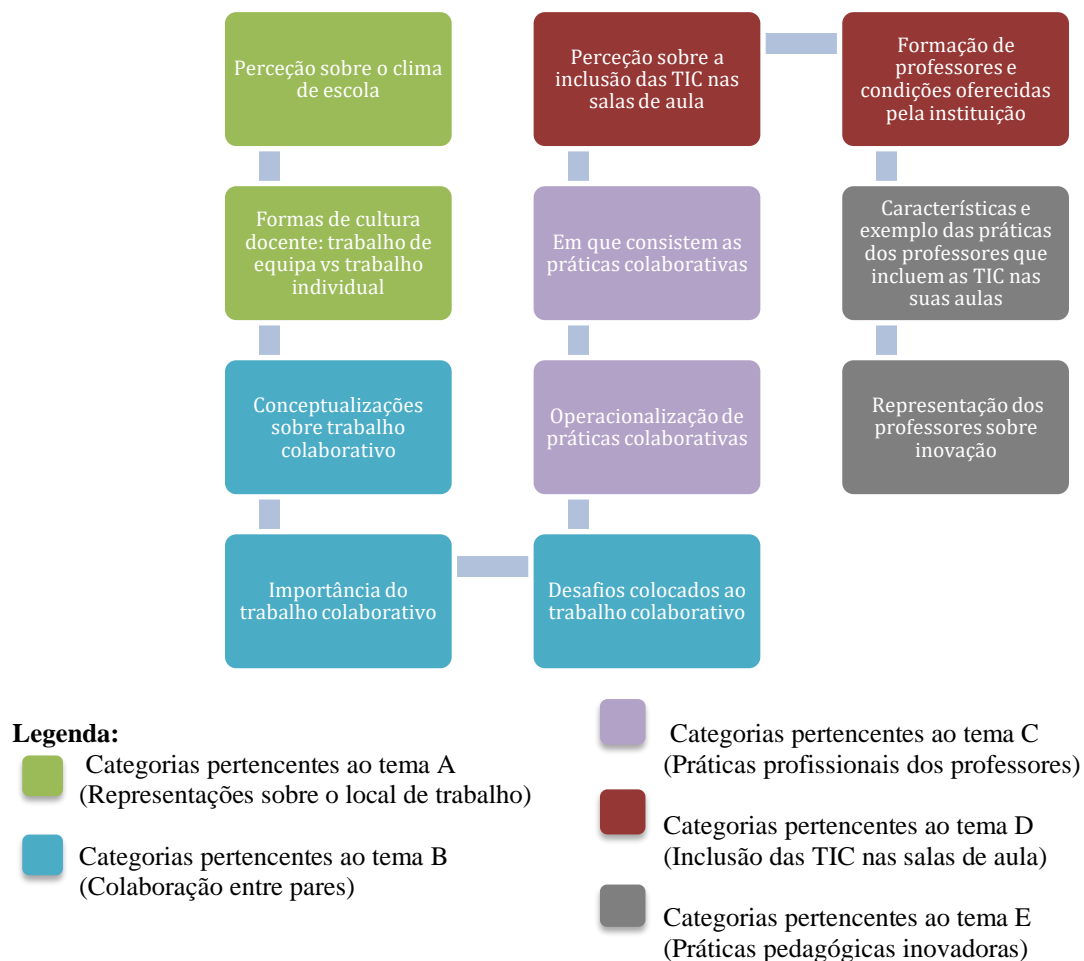 Perceção sobre o clima
de escola
Formas de cultura
docente: trabalho de
equipa vs trabalho
individual
Conceptualizações
sobre trabalho
colaborativo
Importância do
trabalho colaborativo
Desafios colocados ao
trabalho colaborativo
Operacionalização de
práticas colaborativas
Em que consistem as
práticas colaborativas
Perceção sobre a
inclusão das TIC nas
salas de aula
Formação de
professores e
condições oferecidas
pela instituição
Características e
exemplo das práticas
dos professores que
incluem as TIC nas
suas aulas
Representação dos
professores sobre
inovação
Legenda:
Categorias pertencentes ao tema A
(Representações sobre o local de trabalho)
Categorias pertencentes ao tema B
(Colaboração entre pares)
Categorias pertencentes ao tema C
(Práticas profissionais dos professores)
Categorias pertencentes ao tema D
(Inclusão das TIC nas salas de aula)
Categorias pertencentes ao tema E
(Práticas pedagógicas inovadoras)